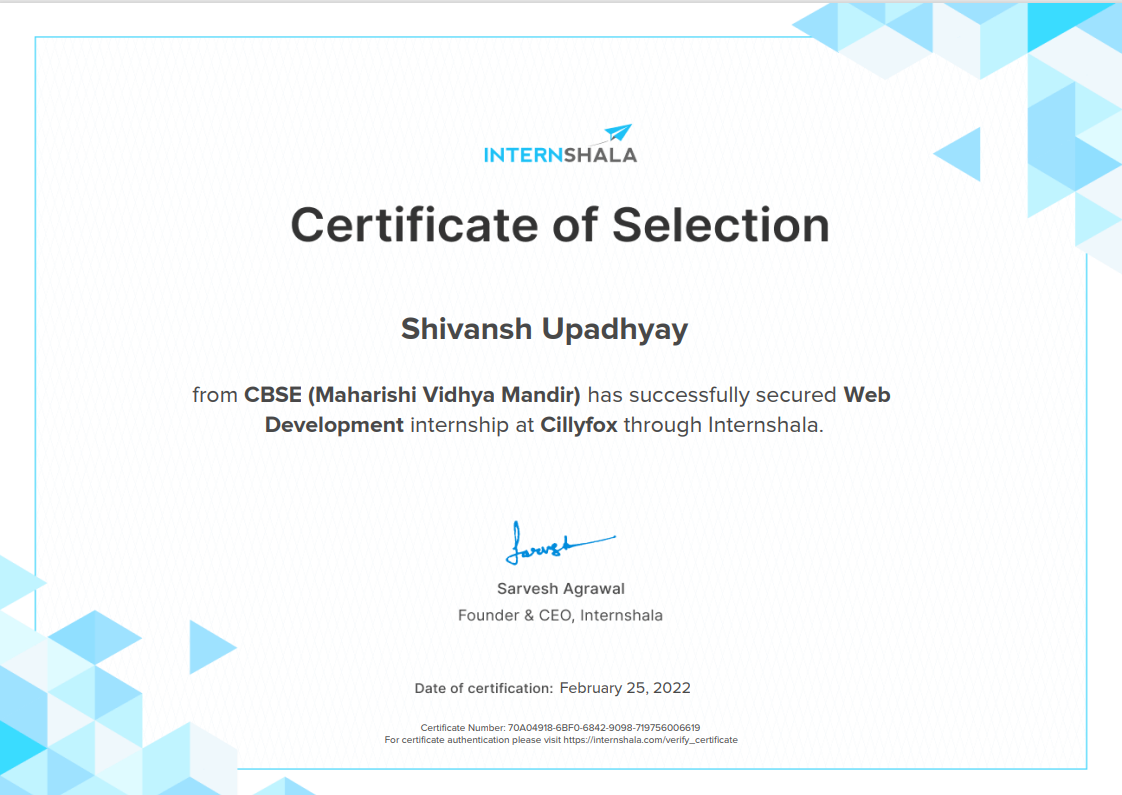 INTERNSHALA
Certificate of Selection
Shivansh Upadhyay
from CBSE (Maharishi Vidhya Mandir) has successfully secured Web
Development internship at Cillyfox through Internshala.
Sarvesh
Sarvesh Agrawal
Founder & CEO, Internshala
Date of certification: February 25, 2022
Certificate Number: 70A04918-6BF0-6842-9098-719756006619
For certificate authentication please visit https://internshala.com/verify_certificate